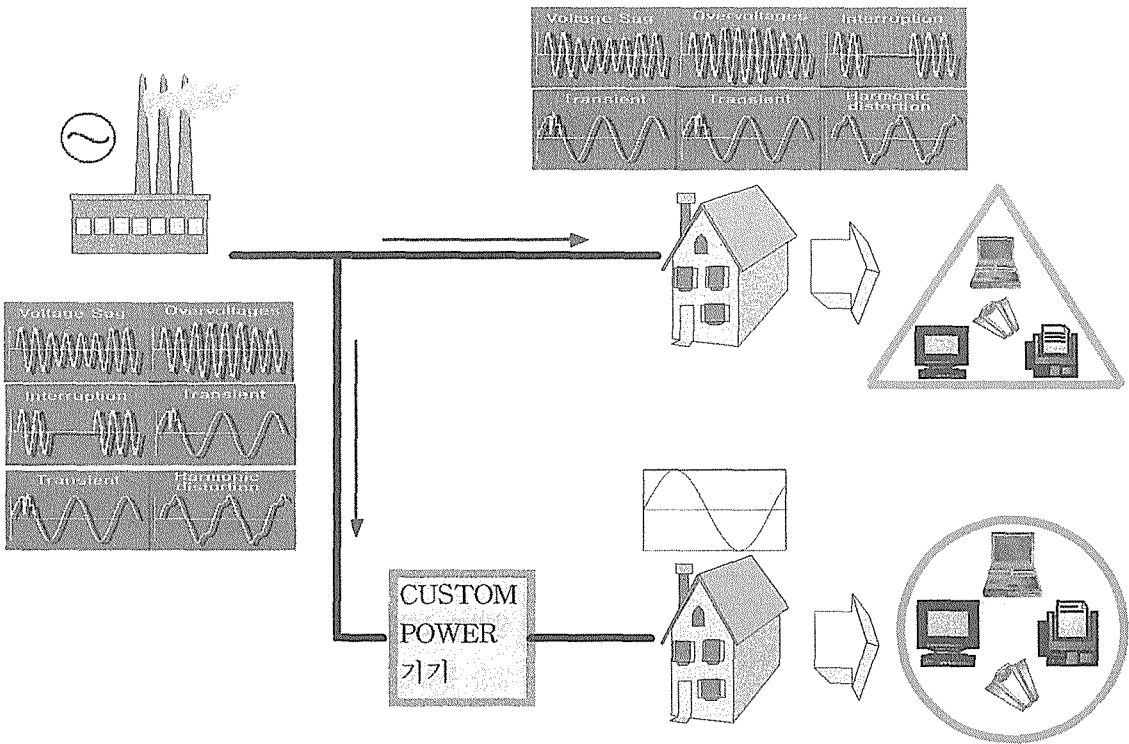 Voltage Sag
Overvoltages
Interruption
Transient
Transient
Harmonic
distortion
Voltage Sag
Overvoltages
Interruption
Transient
Transient
Harmonic
distortion
CUSTOM
POWER
기기